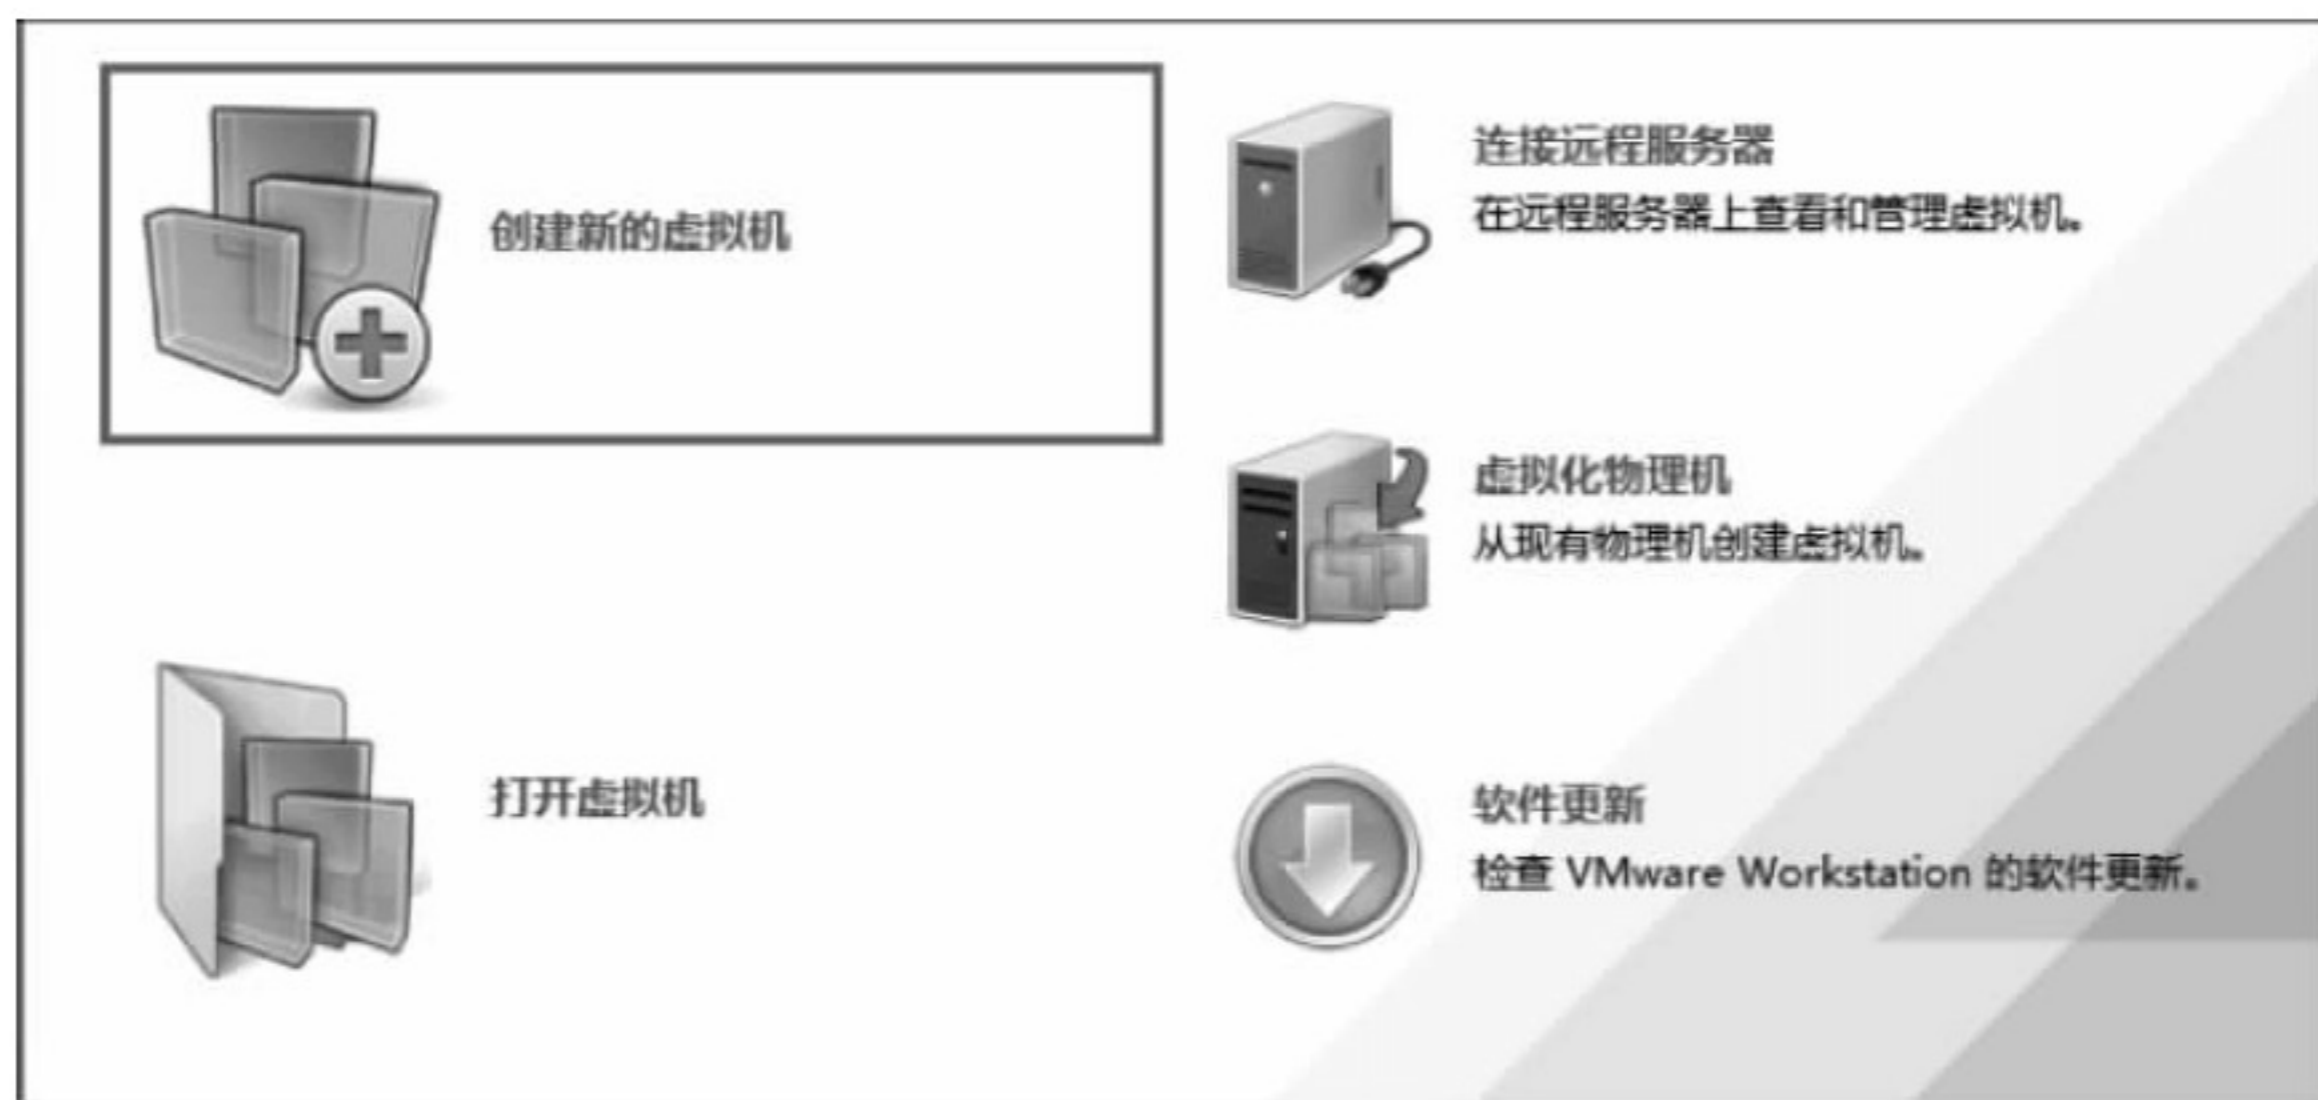 创建新的虚拟机
打开虚拟机
连接远程服务器
在远程服务器上查看和管理虚拟机。
虚拟化物理机
从现有物理机创建虚拟机。
软件更新
检查 VMware Workstation 的软件更新。